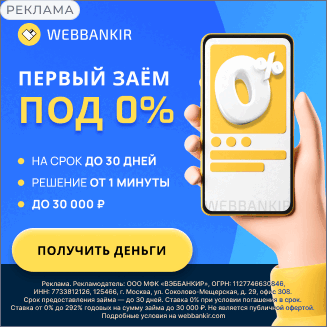 РЕКЛАМА
WEBBANKIR
ПЕРВЫЙ ЗАЁМ
ПОД 0%
0%
• НА СРОК ДО 30 ДНЕЙ
• РЕШЕНИЕ ОТ 1 МИНУТЫ
• ДО 30 000 ₽
WEBBANKIR
ПОЛУЧИТЬ ДЕНЬГИ
Реклама. Рекламодатель: ООО МФК «ВЭББАНКИР», ОГРН: 1127746630846,
ИНН: 7733812126, 125466, г. Москва, ул. Соколово-Мещерская, д. 29, офис 308.
Срок предоставления займа — до 30 дней. Ставка 0% при условии погашения в срок.
Ставка от 0% до 292% годовых на сумму займа до 30 000 ₽. Не является публичной офертой.
Подробные условия на webbankir.com